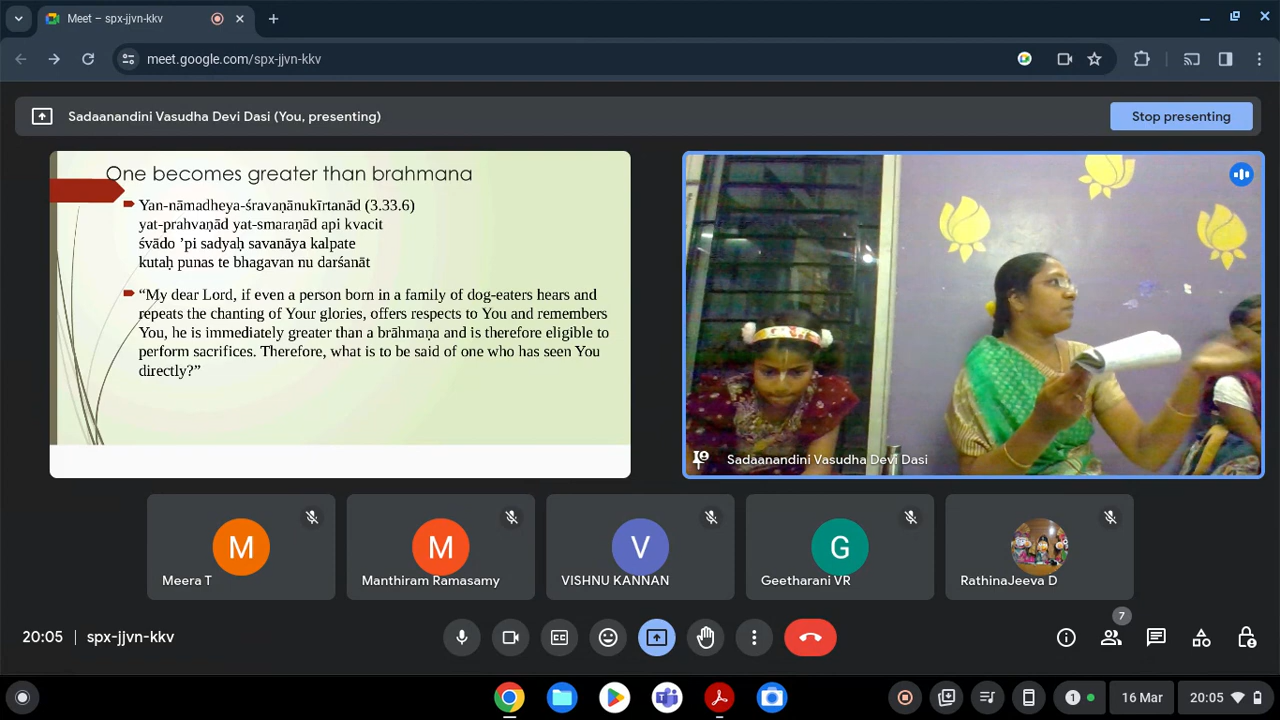 Meet – spx-jjvn-kkv
meet.google.com/spx-jjvn-kkv
Sadaanandini Vasudha Devi Dasi (You, presenting)
Stop presenting
One becomes greater than brahmana
Yan-nāmadheya-śravaṇānukīrtanād (3.33.6)
yat-prahvaṇād yat-smaraṇād api kvacit
śvādo ’pi sadyaḥ savanāya kalpate
kutaḥ punas te bhagavan nu darśanāt
“My dear Lord, if even a person born in a family of dog-eaters hears and
repeats the chanting of Your glories, offers respects to You and remembers
You, he is immediately greater than a brāhmaṇa and is therefore eligible to
perform sacrifices. Therefore, what is to be said of one who has seen You
directly?”
Sadaanandini Vasudha Devi Dasi
M
Meera T
M
Manthiram Ramasamy
V
VISHNU KANNAN
G
Geetharani VR
RathinaJeeva D
20:05 | spx-jjvn-kkv
7
1
16 Mar
20:05